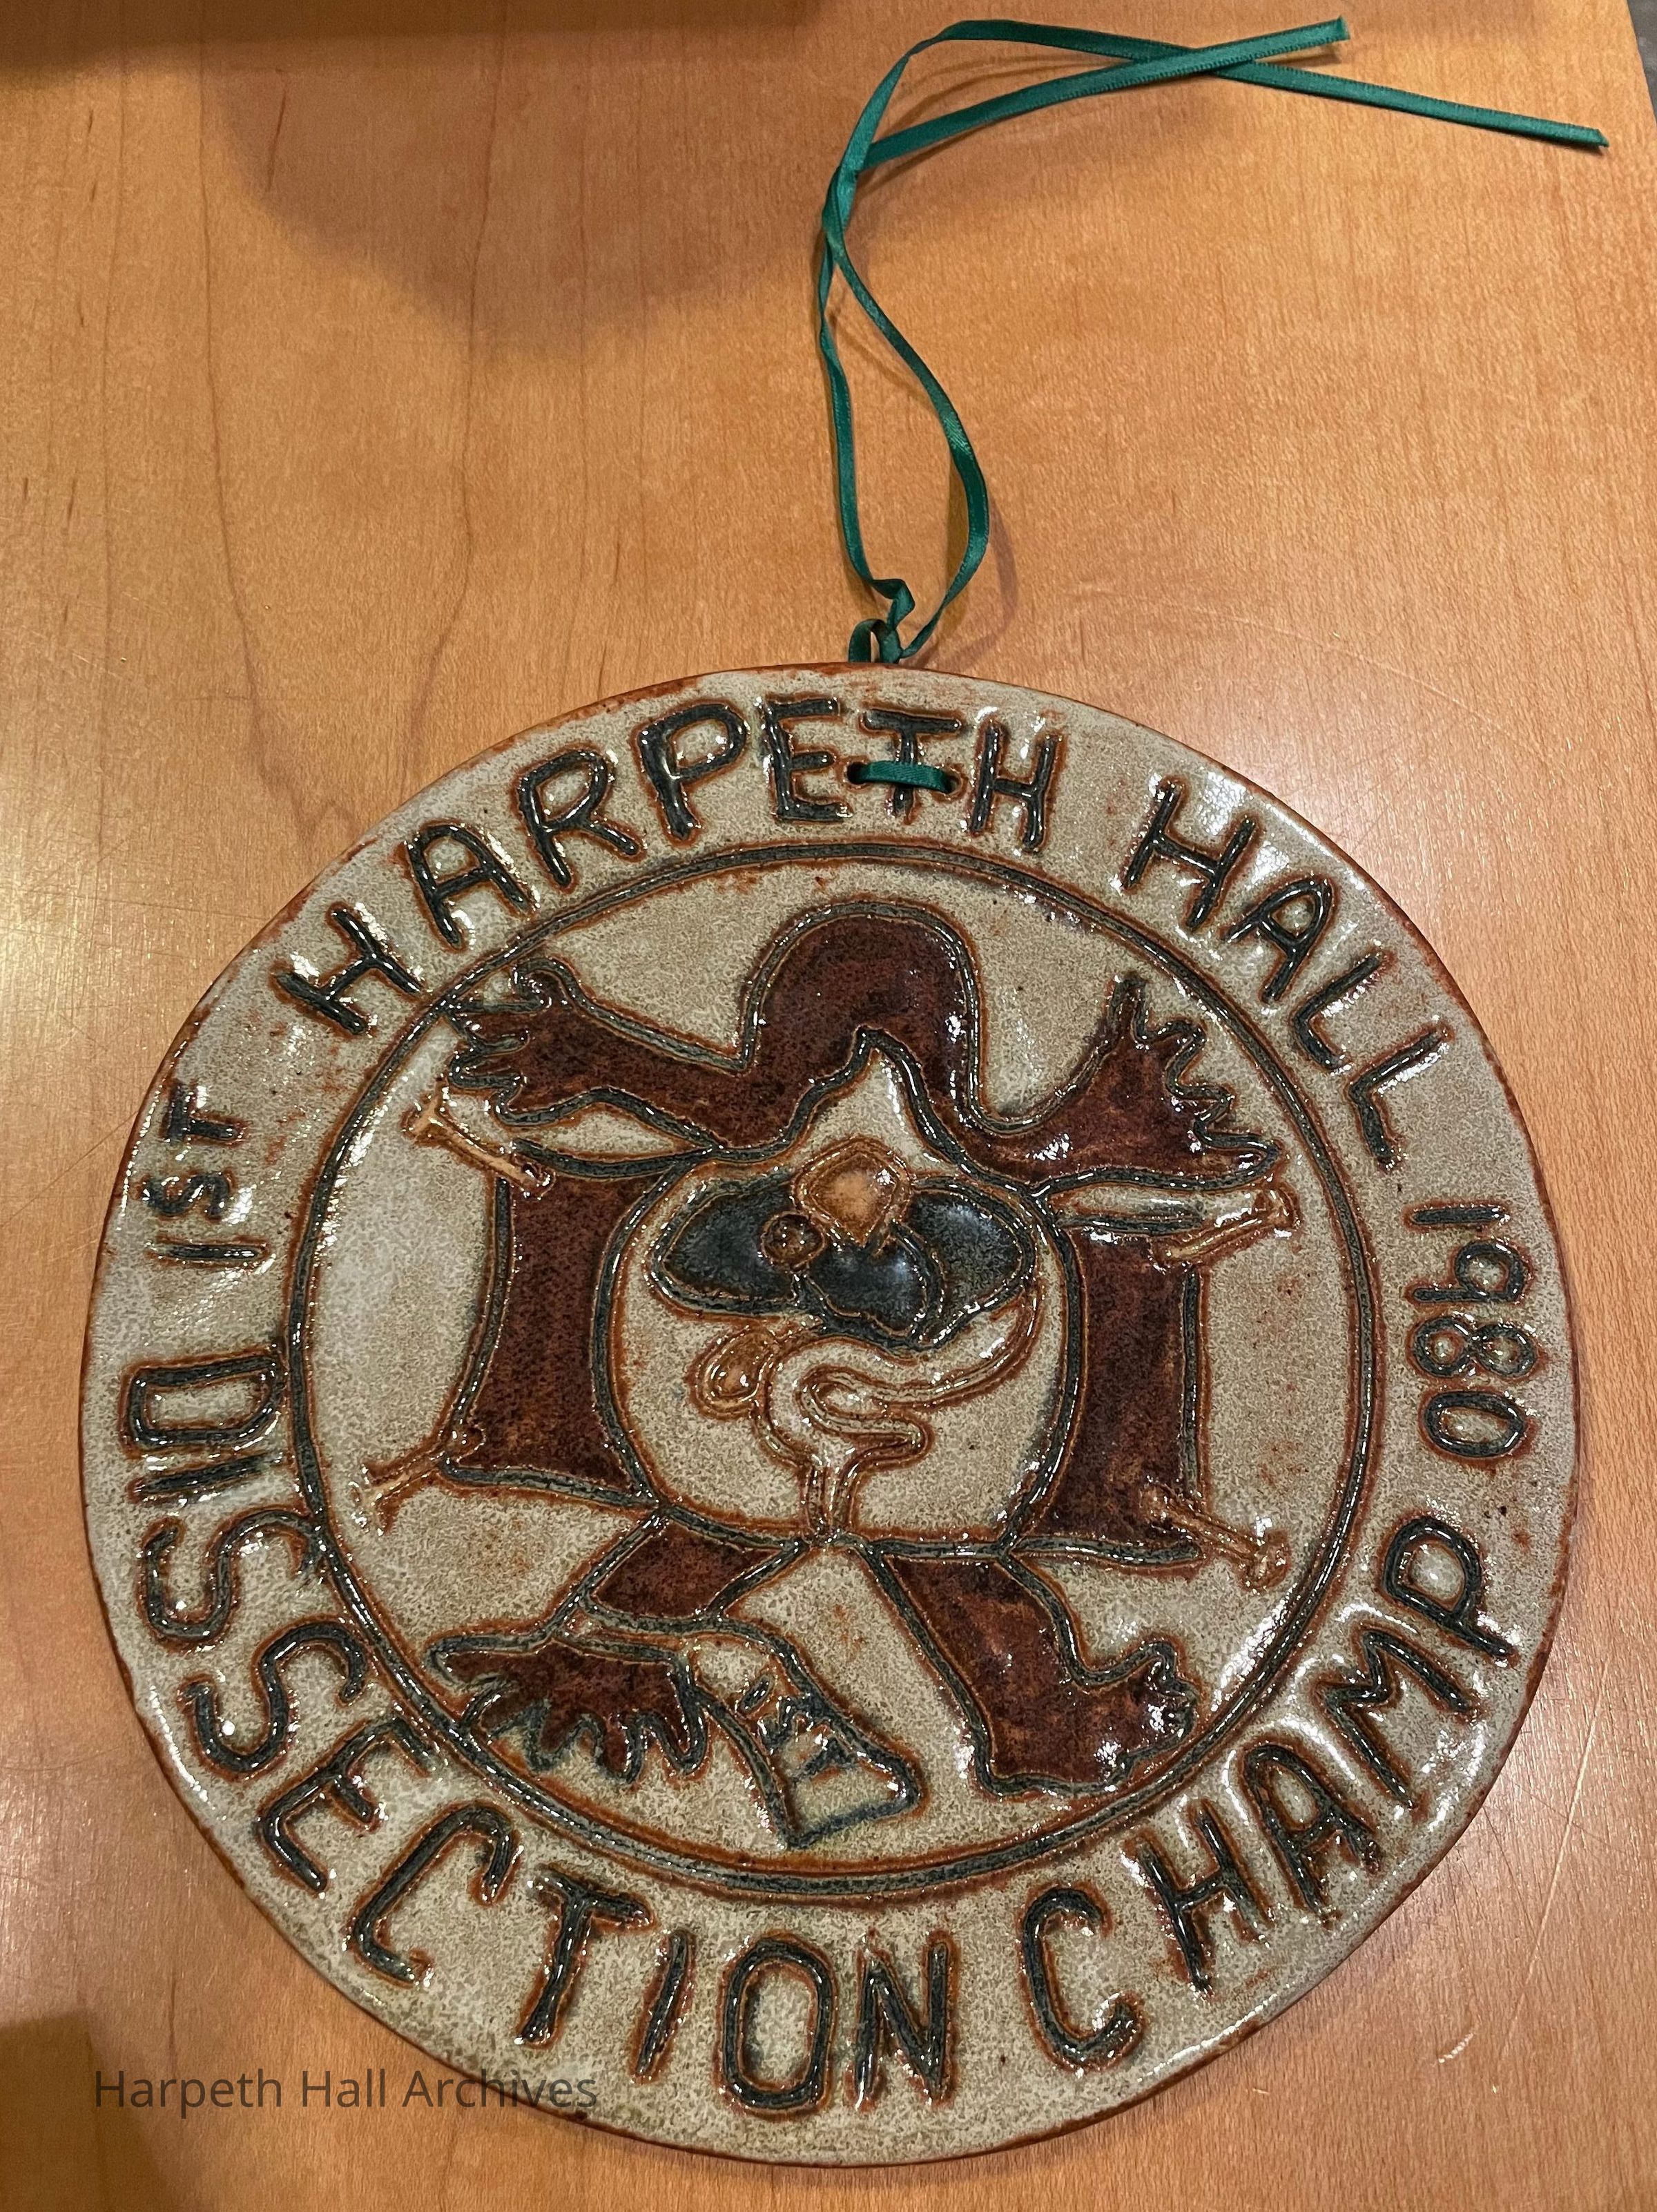 1ST HARPETH HALL 1980
DISSECTION CHAMP
Harpeth Hall Archives